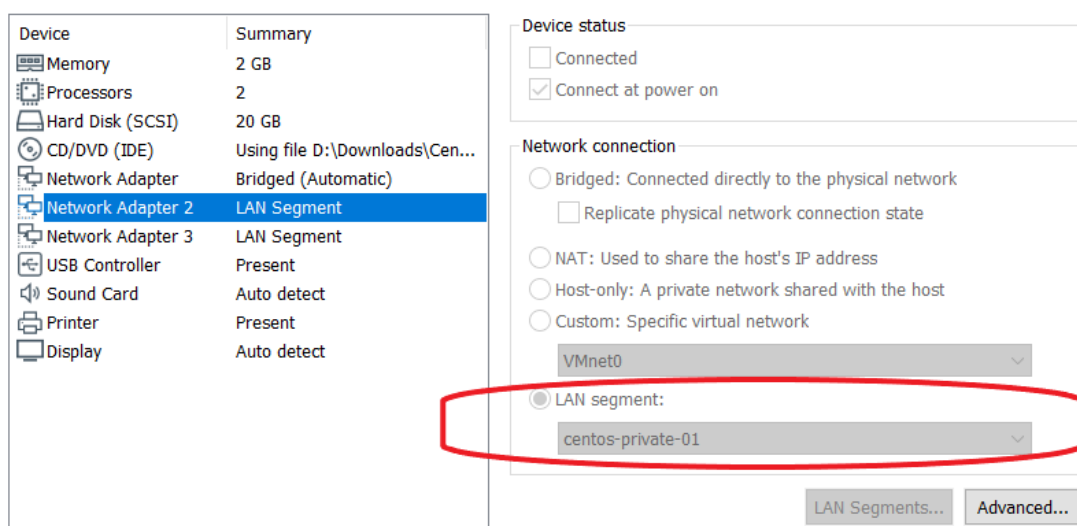 Device Summary
Memory 2 GB
Processors 2
Hard Disk (SCSI) 20 GB
CD/DVD (IDE) Using file D:\Downloads\Cen...
Network Adapter Bridged (Automatic)
Network Adapter 2 LAN Segment
Network Adapter 3 LAN Segment
USB Controller Present
Sound Card Auto detect
Printer Present
Display Auto detect
Device status
Connected
Connect at power on
Network connection
Bridged: Connected directly to the physical network
Replicate physical network connection state
NAT: Used to share the host's IP address
Host-only: A private network shared with the host
Custom: Specific virtual network
VMnet0
LAN segment:
centos-private-01
LAN Segments... Advanced...